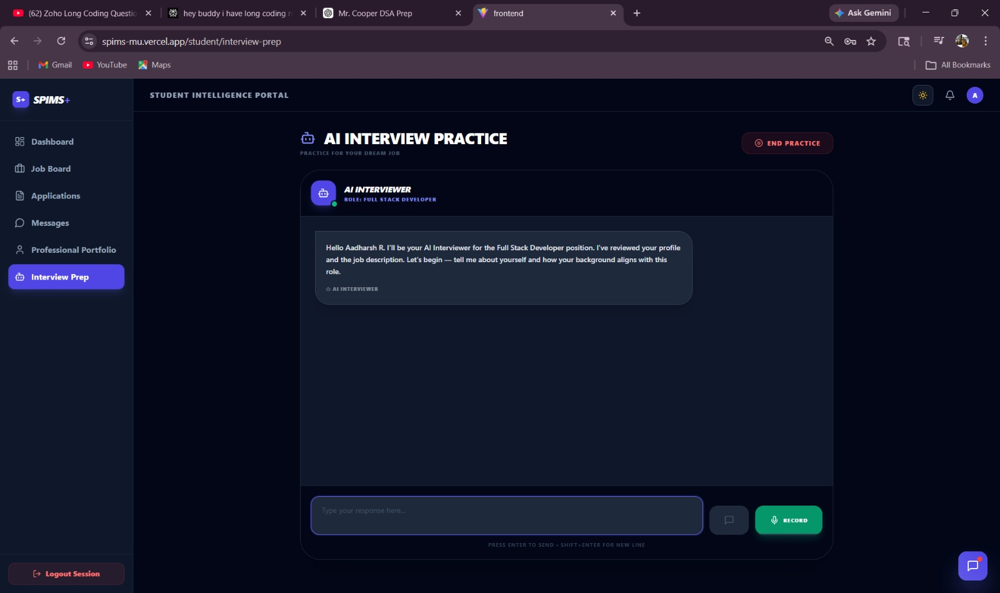 (62) Zoho Long Coding Questio
hey buddy i have long coding r
Mr. Cooper DSA Prep
frontend
Ask Gemini
spims-mu.vercel.app/student/interview-prep
Gmail
YouTube
Maps
All Bookmarks
S+
SPIMS+
STUDENT INTELLIGENCE PORTAL
A
Dashboard
Job Board
Applications
Messages
Professional Portfolio
Interview Prep
Logout Session
AI INTERVIEW PRACTICE
PRACTICE FOR YOUR DREAM JOB
END PRACTICE
AI INTERVIEWER
ROLE: FULL STACK DEVELOPER
Hello Aadharsh R. I'll be your AI Interviewer for the Full Stack Developer position. I've reviewed your profile
and the job description. Let's begin — tell me about yourself and how your background aligns with this
role.
AI INTERVIEWER
Type your response here...
RECORD
PRESS ENTER TO SEND • SHIFT+ENTER FOR NEW LINE